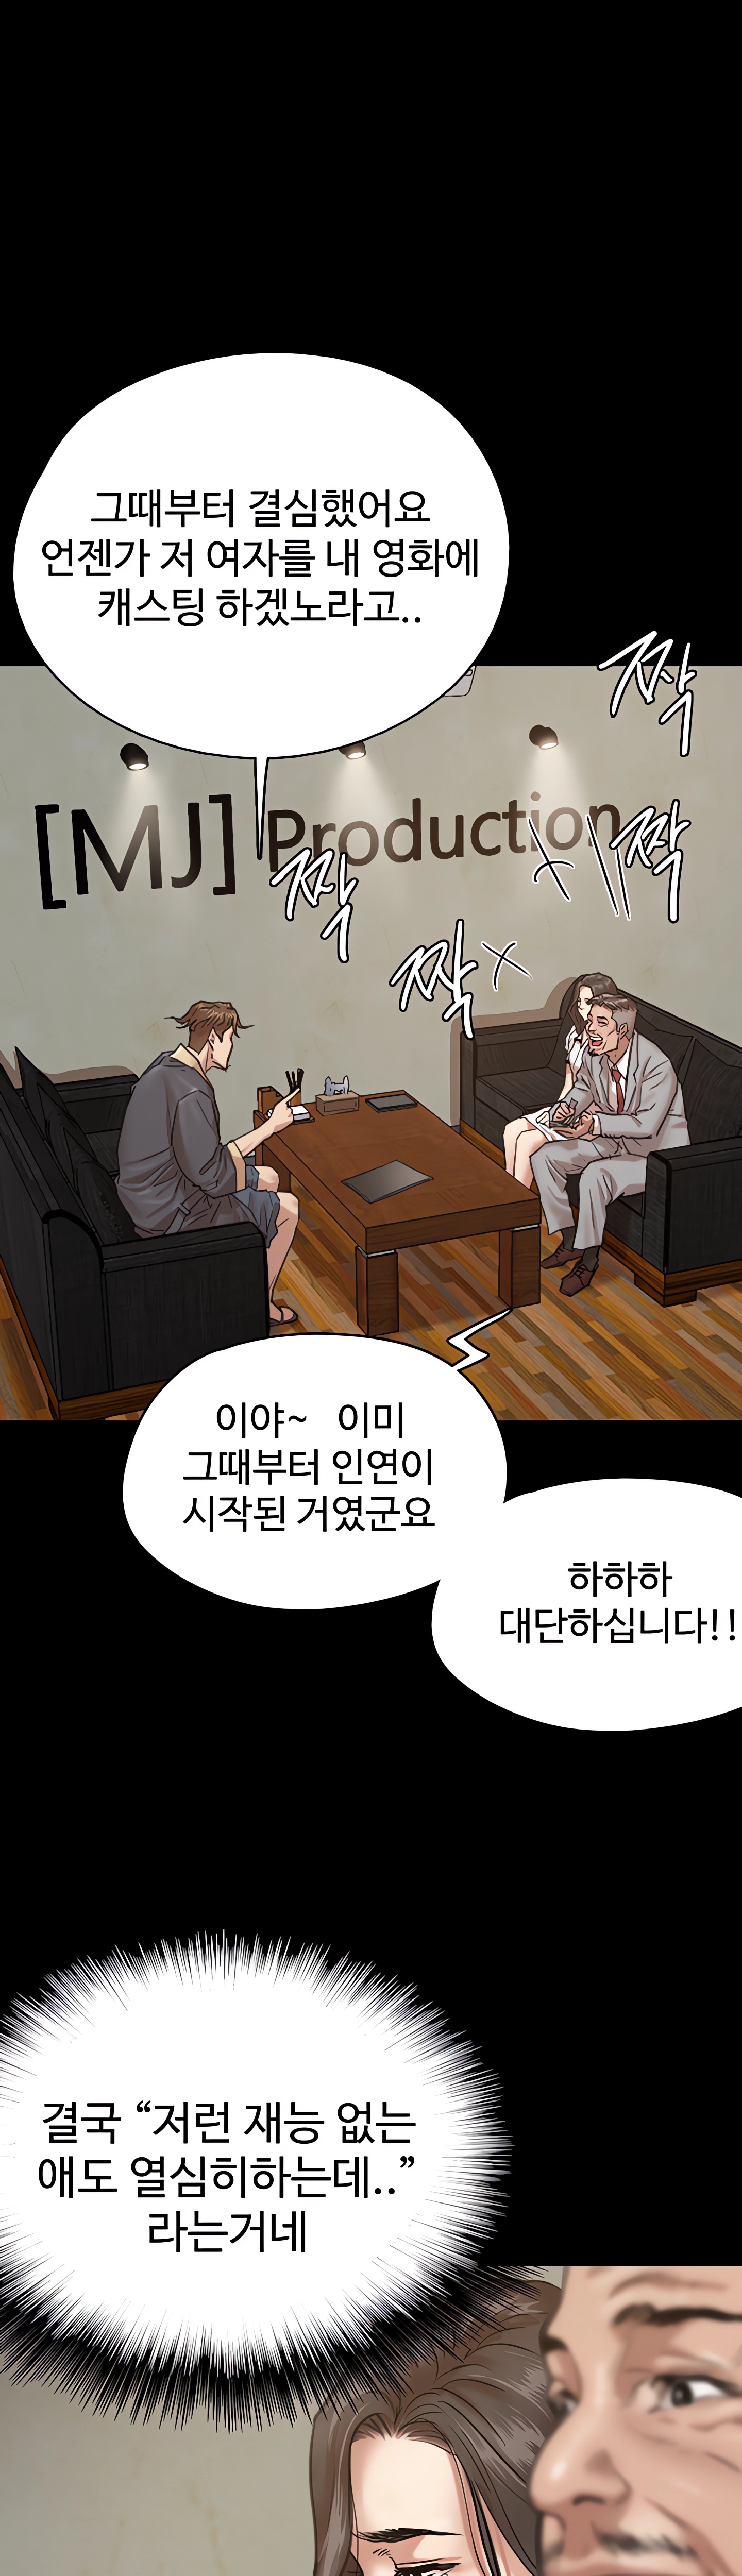 그때부터 결심했어요
언젠가 저 여자를 내 영화에
캐스팅 하겠노라고..
짝
[MJ] Production
짝
짝
짝
이야~ 이미
그때부터 인연이
시작된 거였군요
하하하
대단하십니다!!
결국 “저런 재능 없는
애도 열심히하는데..”
라는거네